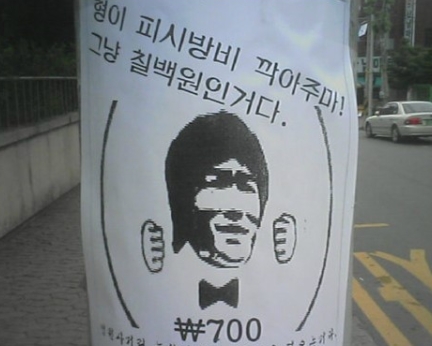 형이 피시방비 깍아주마!
그냥 칠백원인거다.
₩700